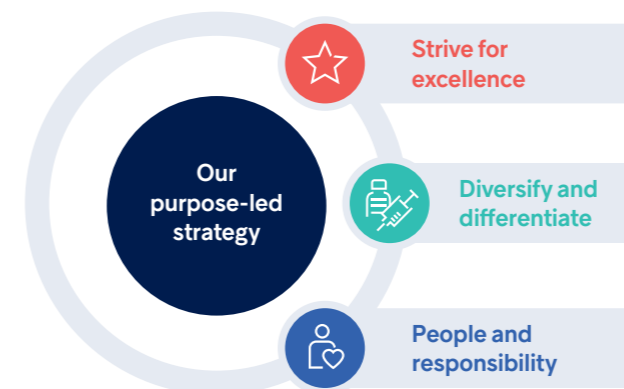 Our
purpose-led
strategy
Strive for
excellence
Diversify and
differentiate
People and
responsibility